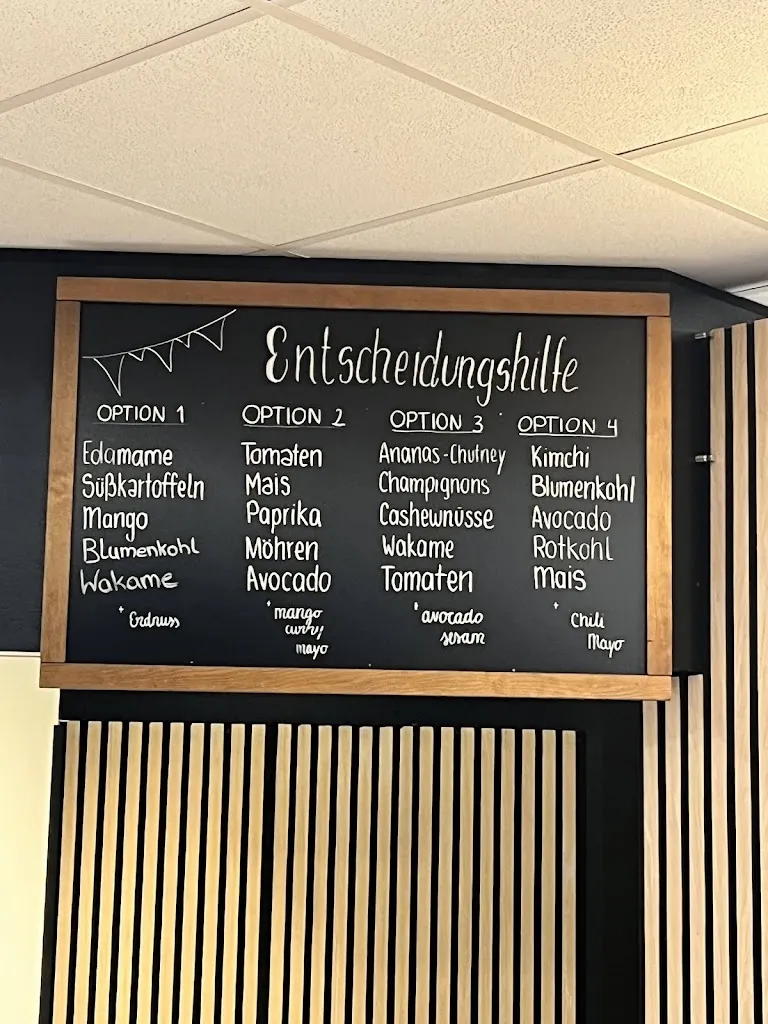 Entscheidungshilfe
OPTION 1
Edamame
Süßkartoffeln
Mango
Blumenkohl
Wakame
+ Erdnuss
OPTION 2
Tomaten
Mais
Paprika
Möhren
Avocado
+ mango
curry/
mayo
OPTION 3
Ananas-Chutney
Champignons
Cashewnüsse
Wakame
Tomaten
+ avocado
sesam
OPTION 4
Kimchi
Blumenkohl
Avocado
Rotkohl
Mais
+ Chili
Mayo